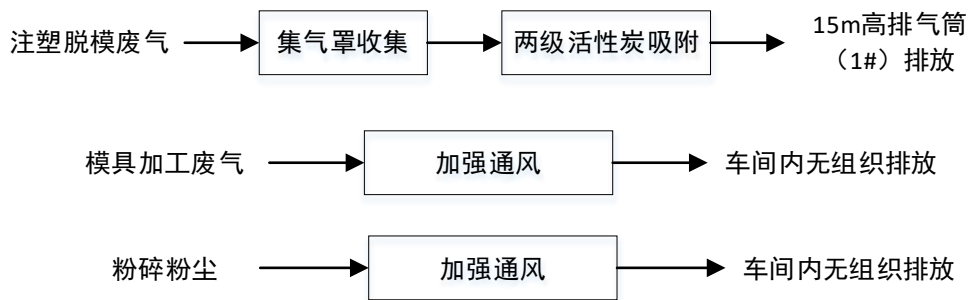 注塑脱模废气
集气罩收集
两级活性炭吸附
15m高排气筒
（1#）排放
模具加工废气
加强通风
车间内无组织排放
粉碎粉尘
加强通风
车间内无组织排放